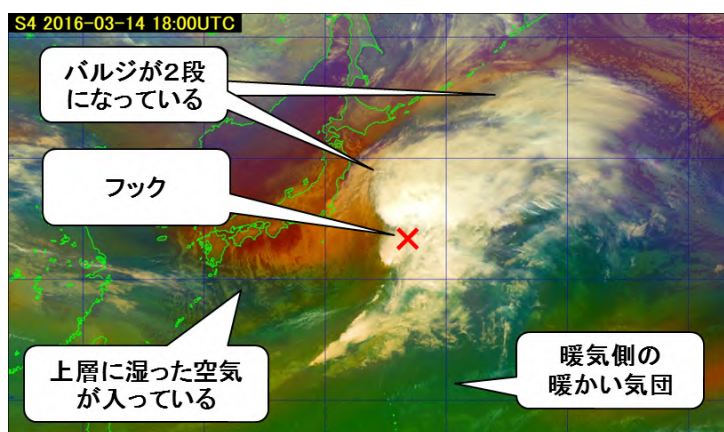 S4 2016-03-14 18:00UTC
バルジが2段
になっている
フック
上層に湿った空気
が入っている
暖気側の
暖かい気団